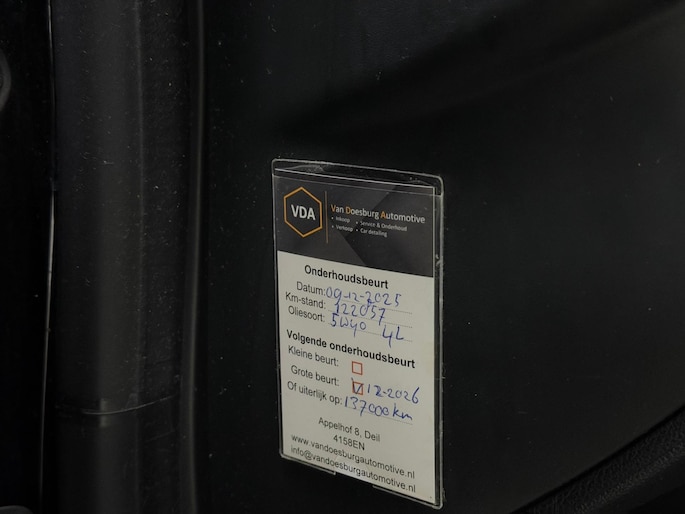 VDA
Van Doesburg Automotive
• Inkoop • Service & Onderhoud
• Verkoop • Car detailing
Onderhoudsbeurt
Datum: 09-12-2025
Km-stand: 122057
Oliesoort: 5W40 4L
Volgende onderhoudsbeurt
Kleine beurt:
Grote beurt: 12-2026
Of uiterlijk op: 137000km
Appelhof 8, Deil
4158EN
www.vandoesburgautomotive.nl
info@vandoesburgautomotive.nl